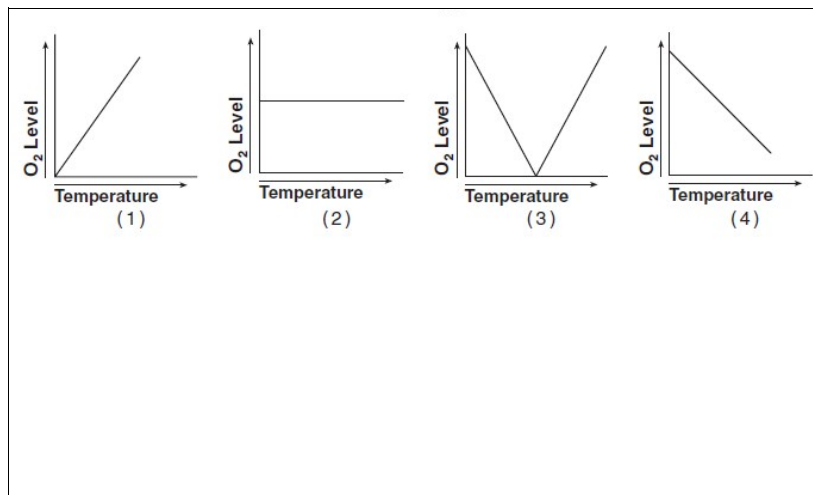 O2 Level
Temperature
(1)
O2 Level
Temperature
(2)
O2 Level
Temperature
(3)
O2 Level
Temperature
(4)